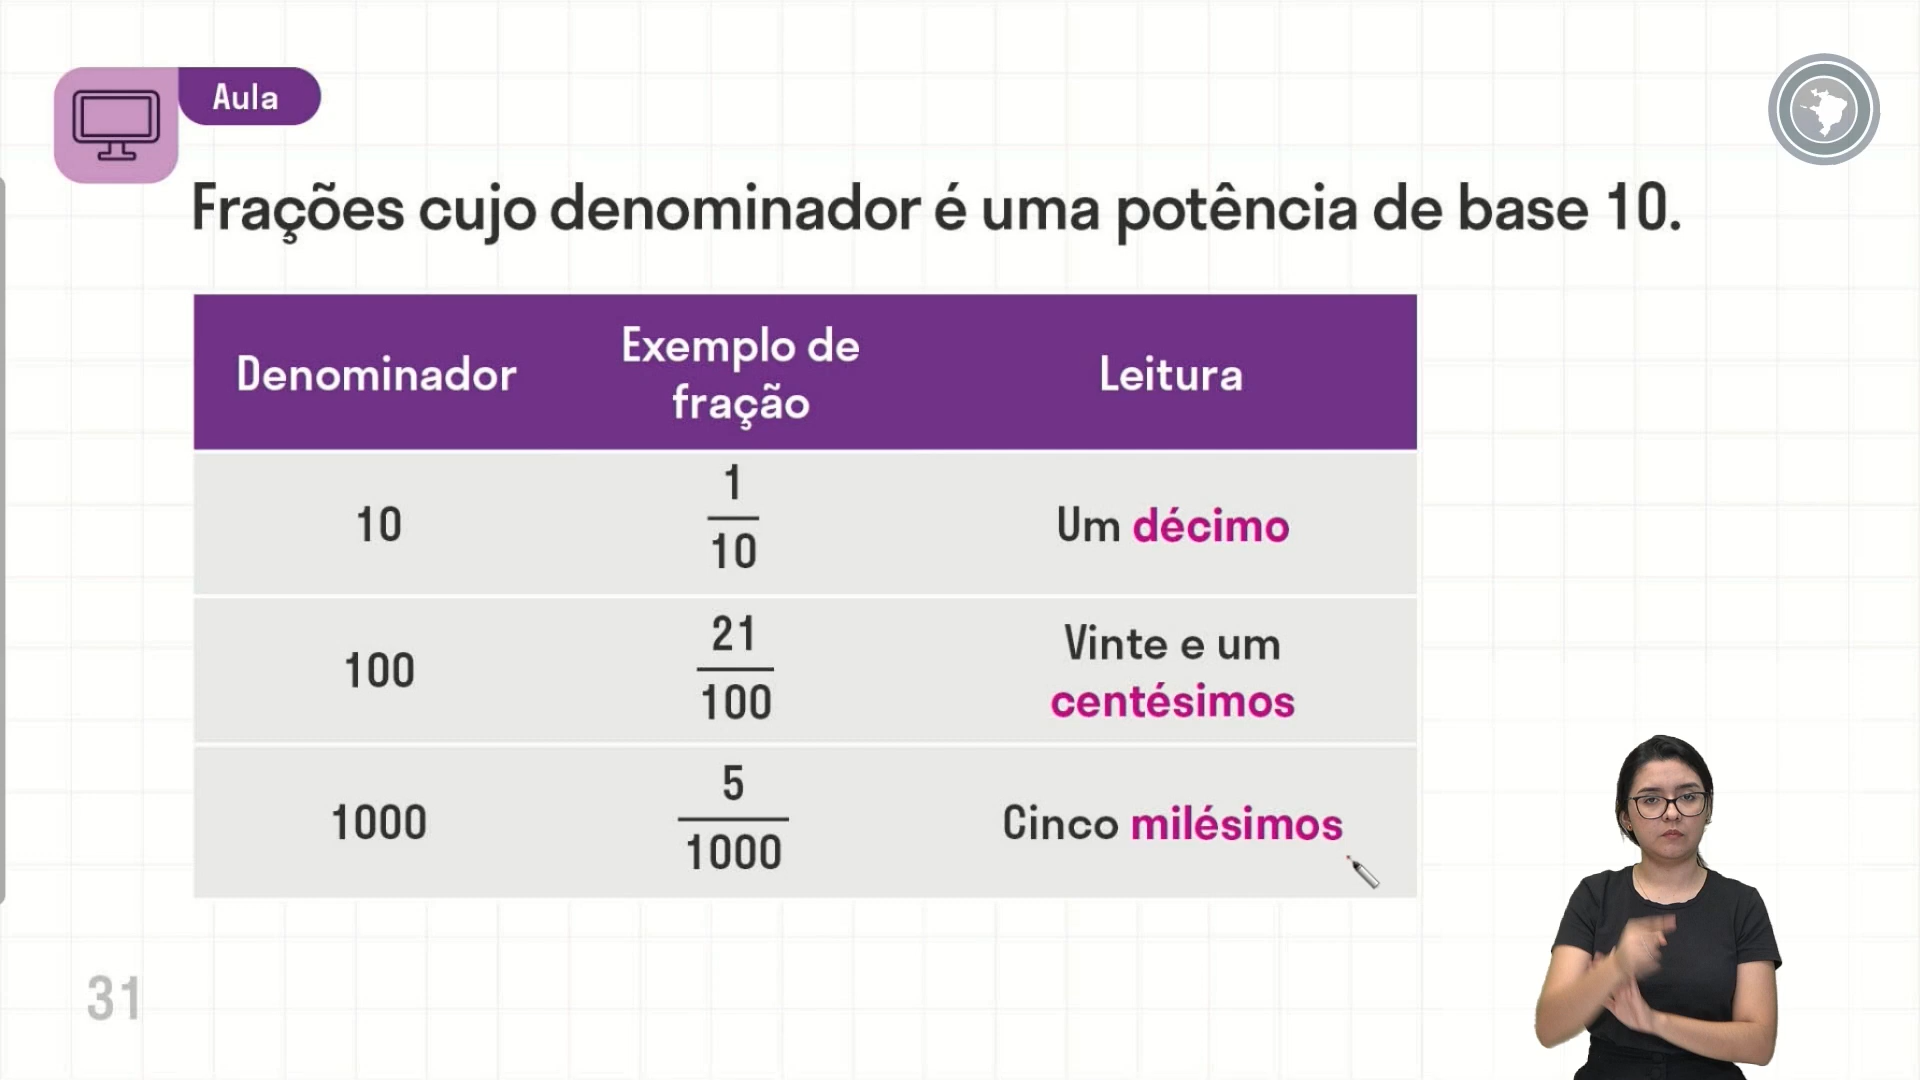 Aula
Frações cujo denominador é uma potência de base 10.
Denominador
Exemplo de
fração
Leitura
10
1
10
Um décimo
100
21
100
Vinte e um
centésimos
1000
5
1000
Cinco milésimos
31